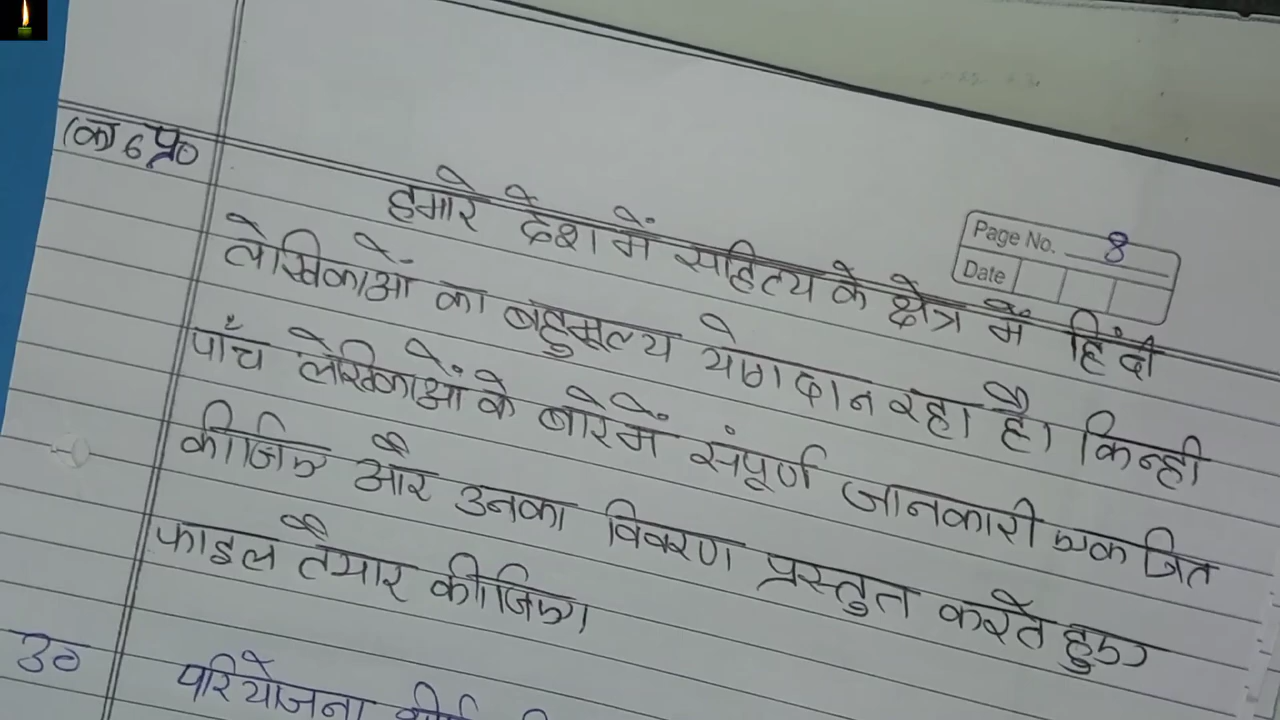 (क) 6 प्र०
Page No. 8
Date
हमारे देश में साहित्य के क्षेत्र में हिंदी
लेखिकाओं का बहुमूल्य योगदान रहा है। किन्ही
पाँच लेखिकाओं के बारे में संपूर्ण जानकारी एकत्रित
कीजिए और उनका विवरण प्रस्तुत करते हुए
फाइल तैयार कीजिए।
उ० परियोजना